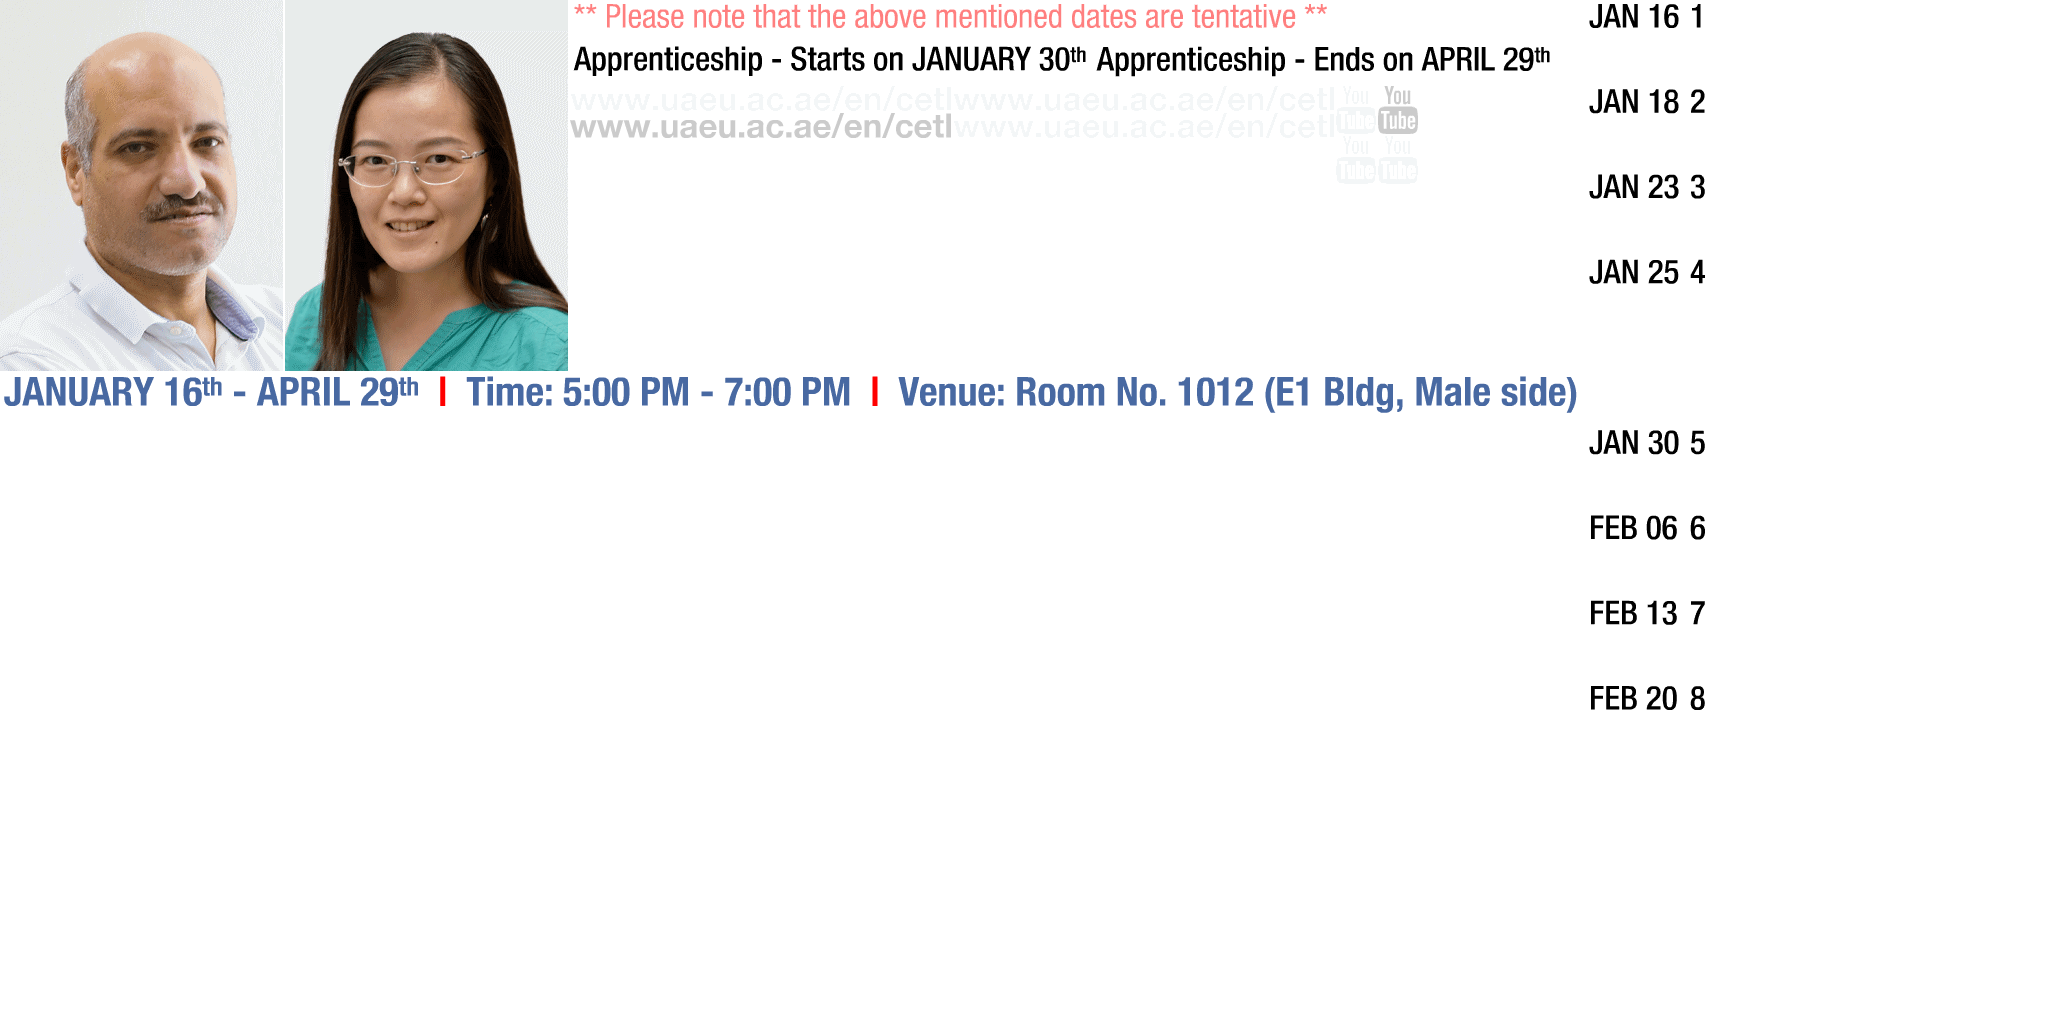 ** Please note that the above mentioned dates are tentative **
Apprenticeship - Starts on JANUARY 30th Apprenticeship - Ends on APRIL 29th
www.uaeu.ac.ae/en/cetlwww.uaeu.ac.ae/en/cetl You You
www.uaeu.ac.ae/en/cetlwww.uaeu.ac.ae/en/cetl Tube Tube
You You
Tube Tube
JAN 16 1
JAN 18 2
JAN 23 3
JAN 25 4
JANUARY 16th - APRIL 29th | Time: 5:00 PM - 7:00 PM | Venue: Room No. 1012 (E1 Bldg, Male side)
JAN 30 5
FEB 06 6
FEB 13 7
FEB 20 8